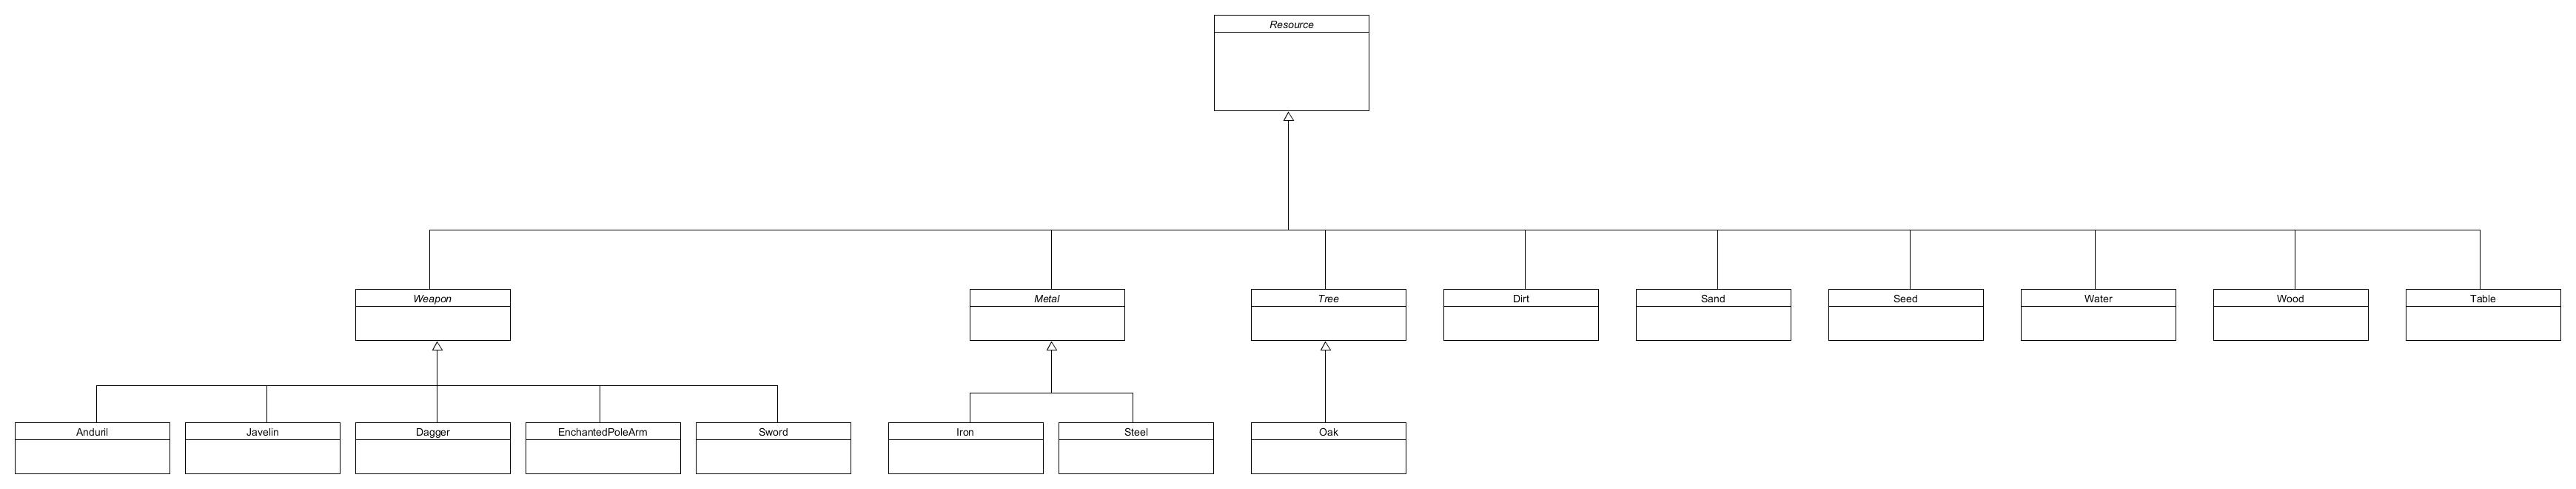 Resource
Weapon
Metal
Tree
Dirt
Sand
Seed
Water
Wood
Table
Anduril
Javelin
Dagger
EnchantedPoleArm
Sword
Iron
Steel
Oak